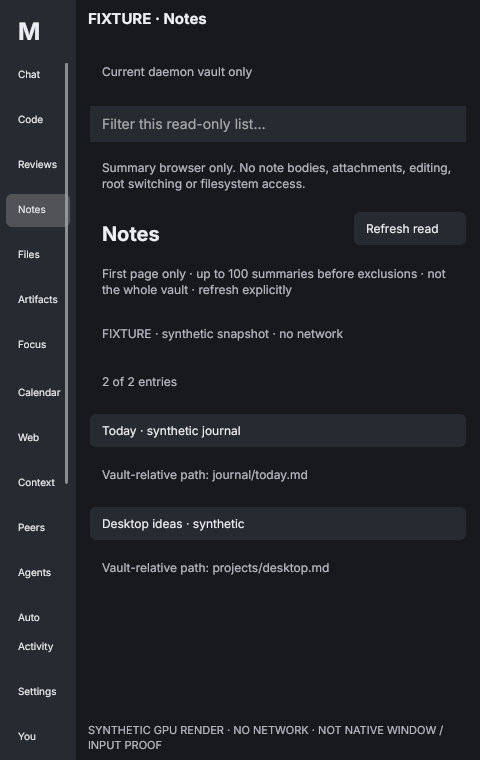 M
Chat
Code
Reviews
Notes
Files
Artifacts
Focus
Calendar
Web
Context
Peers
Agents
Auto
Activity
Settings
You
FIXTURE · Notes
Current daemon vault only
Filter this read-only list...
Summary browser only. No note bodies, attachments, editing,
root switching or filesystem access.
Notes
Refresh read
First page only · up to 100 summaries before exclusions · not
the whole vault · refresh explicitly
FIXTURE · synthetic snapshot · no network
2 of 2 entries
Today · synthetic journal
Vault-relative path: journal/today.md
Desktop ideas · synthetic
Vault-relative path: projects/desktop.md
SYNTHETIC GPU RENDER · NO NETWORK · NOT NATIVE WINDOW /
INPUT PROOF